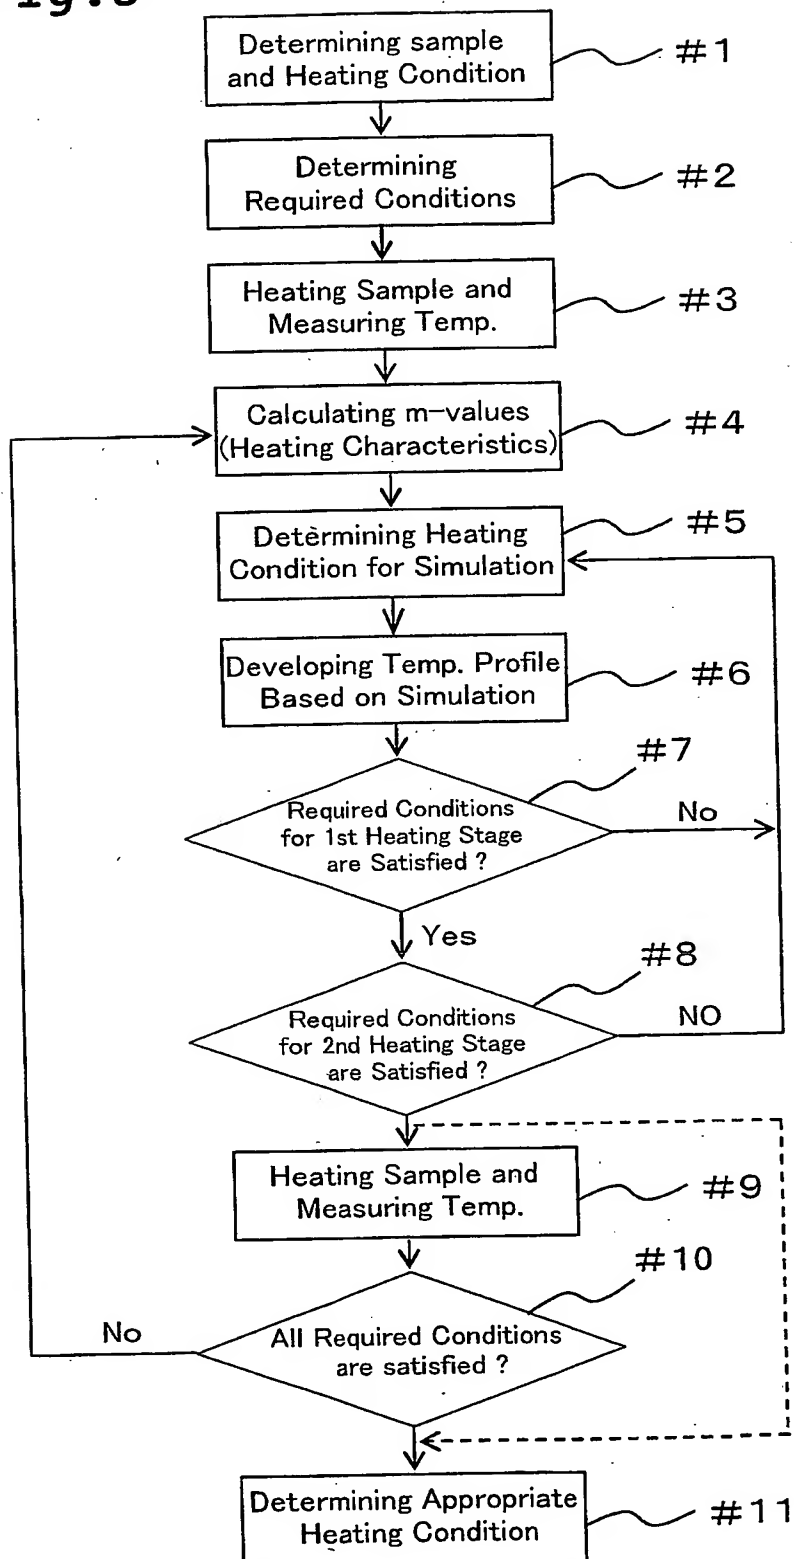 Determining sample
and Heating Condition
#1
Determining
Required Conditions
#2
Heating Sample and
Measuring Temp.
#3
Calculating m-values
(Heating Characteristics)
#4
Determining Heating
Condition for Simulation
#5
Developing Temp. Profile
Based on Simulation
#6
#7
Required Conditions
for 1st Heating Stage
are Satisfied ?
No
Yes
#8
Required Conditions
for 2nd Heating Stage
are Satisfied ?
NO
Heating Sample and
Measuring Temp.
#9
#10
All Required Conditions
are satisfied ?
No
Determining Appropriate
Heating Condition
#11